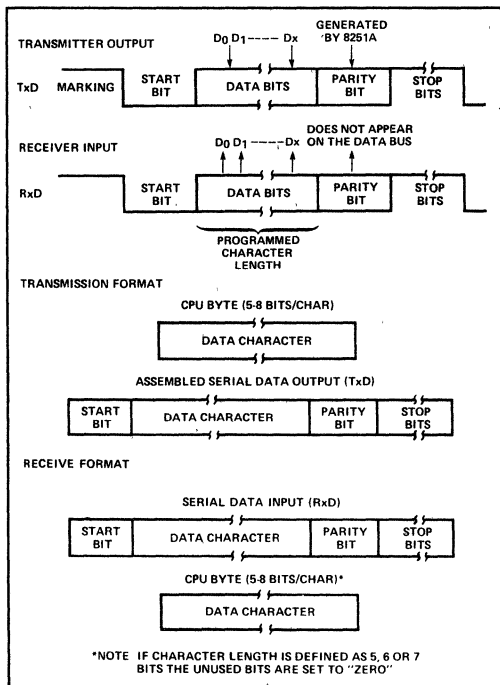 TRANSMITTER OUTPUT
D0 D1 ---- Dx
GENERATED
BY 8251A
TxD MARKING
START
BIT
DATA BITS
PARITY
BIT
STOP
BITS
RECEIVER INPUT
D0 D1 ---- Dx
DOES NOT APPEAR
ON THE DATA BUS
RxD
START
BIT
DATA BITS
PARITY
BIT
STOP
BITS
PROGRAMMED
CHARACTER
LENGTH
TRANSMISSION FORMAT
CPU BYTE (5-8 BITS/CHAR)
DATA CHARACTER
ASSEMBLED SERIAL DATA OUTPUT (TxD)
START
BIT
DATA CHARACTER
PARITY
BIT
STOP
BITS
RECEIVE FORMAT
SERIAL DATA INPUT (RxD)
START
BIT
DATA CHARACTER
PARITY
BIT
STOP
BITS
CPU BYTE (5-8 BITS/CHAR)*
DATA CHARACTER
*NOTE IF CHARACTER LENGTH IS DEFINED AS 5, 6 OR 7
BITS THE UNUSED BITS ARE SET TO "ZERO"